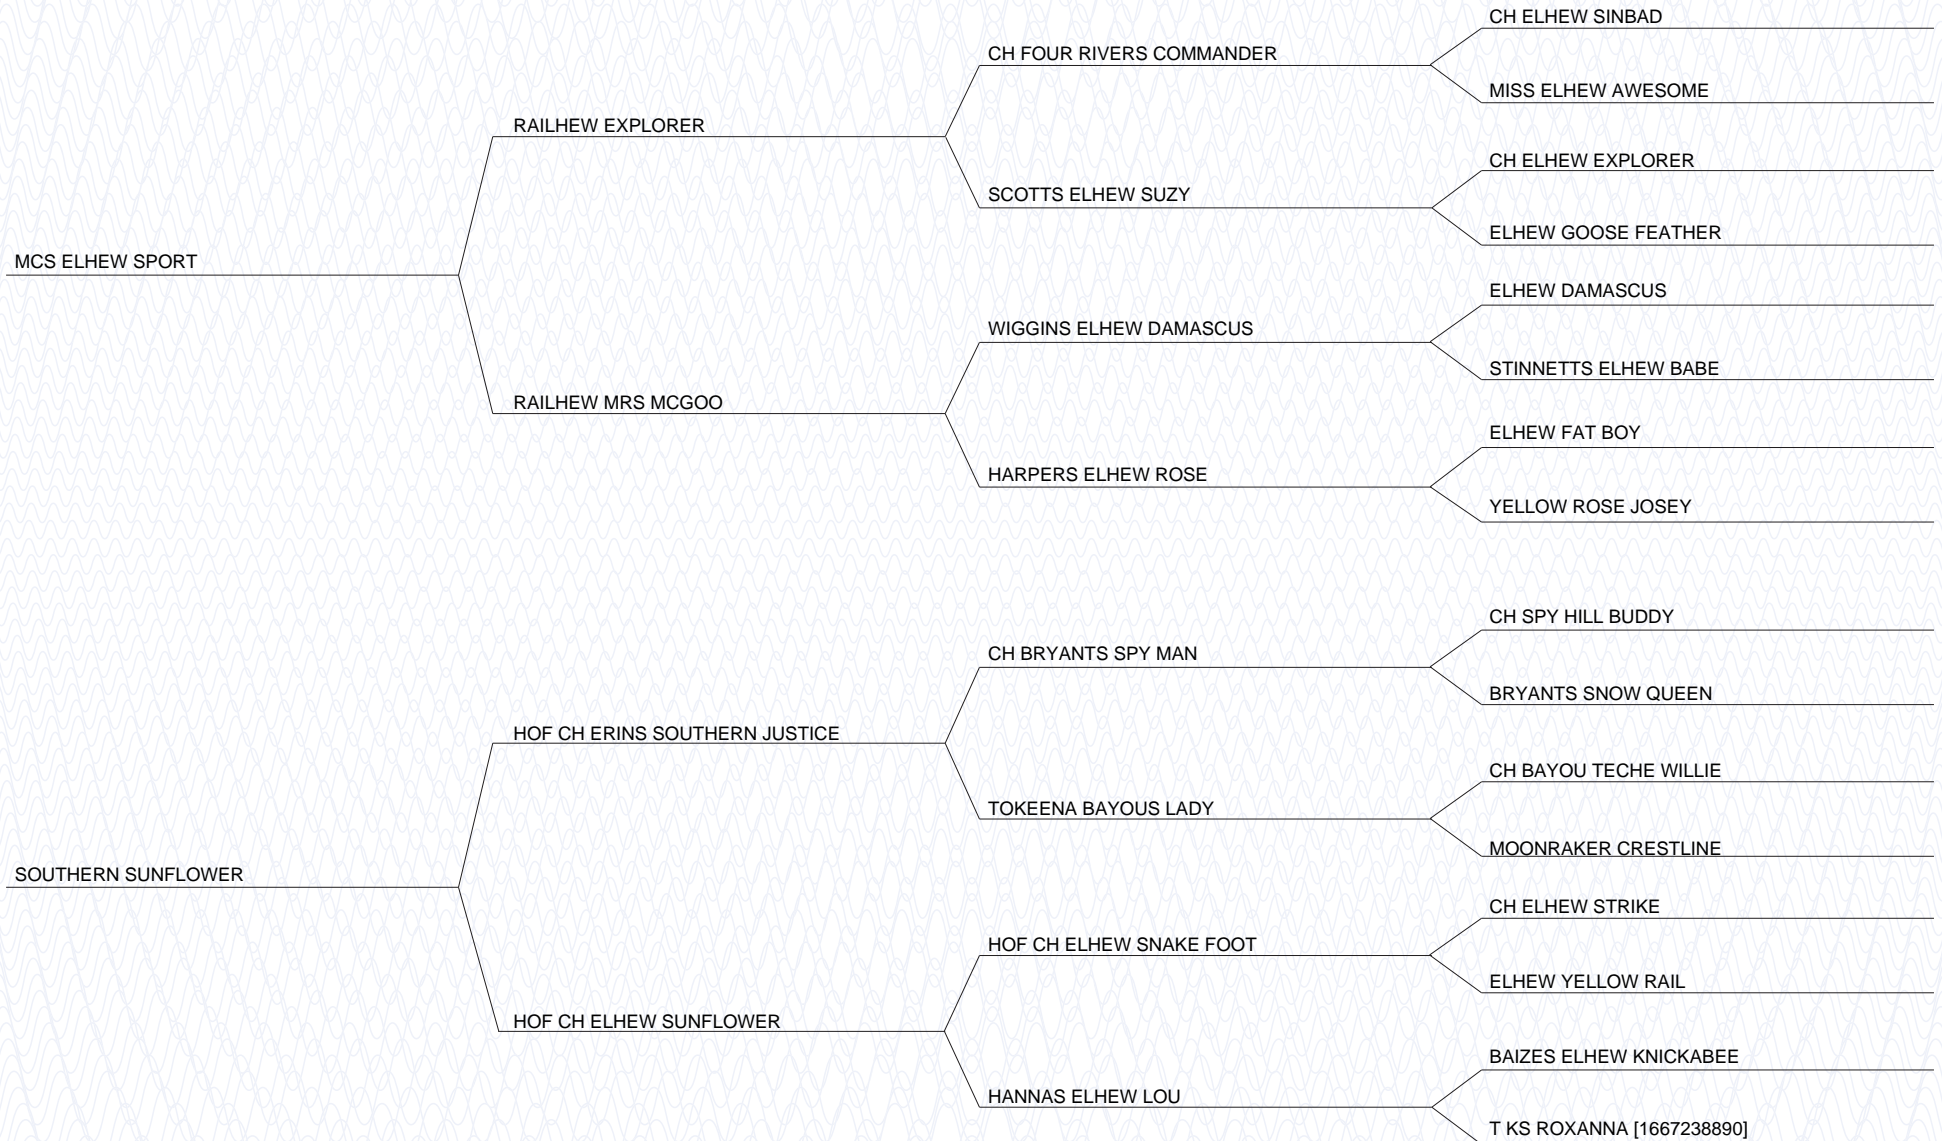 CH ELHEW SINBAD
CH FOUR RIVERS COMMANDER
MISS ELHEW AWESOME
RAILHEW EXPLORER
CH ELHEW EXPLORER
SCOTTS ELHEW SUZY
ELHEW GOOSE FEATHER
MCS ELHEW SPORT
ELHEW DAMASCUS
WIGGINS ELHEW DAMASCUS
STINNETTS ELHEW BABE
RAILHEW MRS MCGOO
ELHEW FAT BOY
HARPERS ELHEW ROSE
YELLOW ROSE JOSEY
CH SPY HILL BUDDY
CH BRYANTS SPY MAN
BRYANTS SNOW QUEEN
HOF CH ERINS SOUTHERN JUSTICE
CH BAYOU TECHE WILLIE
TOKEENA BAYOUS LADY
MOONRAKER CRESTLINE
SOUTHERN SUNFLOWER
CH ELHEW STRIKE
HOF CH ELHEW SNAKE FOOT
ELHEW YELLOW RAIL
HOF CH ELHEW SUNFLOWER
BAIZES ELHEW KNICKABEE
HANNAS ELHEW LOU
T KS ROXANNA [1667238890]